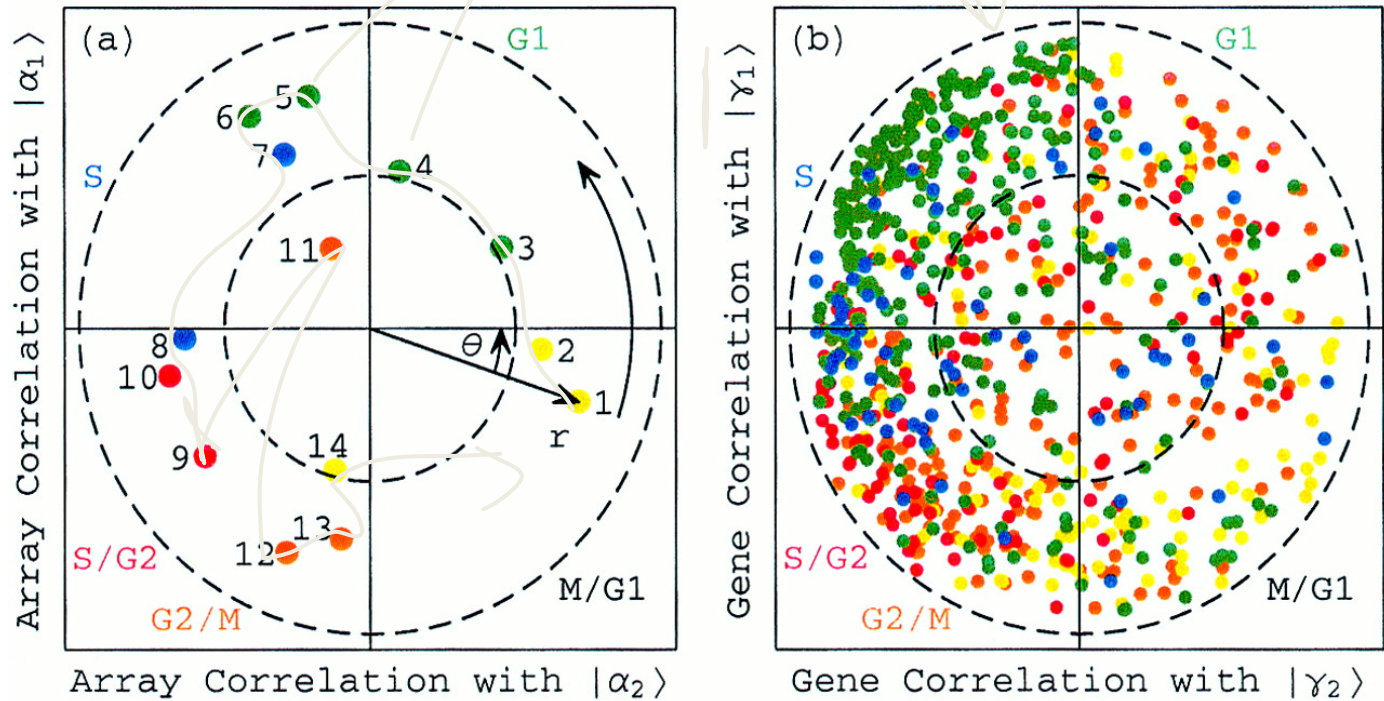 (a)
G1
5
6
7
4
S
11
3
θ
2
8
10
1
r
14
9
13
12
S/G2
M/G1
G2/M
Array Correlation with |α₁⟩
Array Correlation with |α₂⟩
(b)
G1
S
S/G2
M/G1
G2/M
Gene Correlation with |γ₁⟩
Gene Correlation with |γ₂⟩